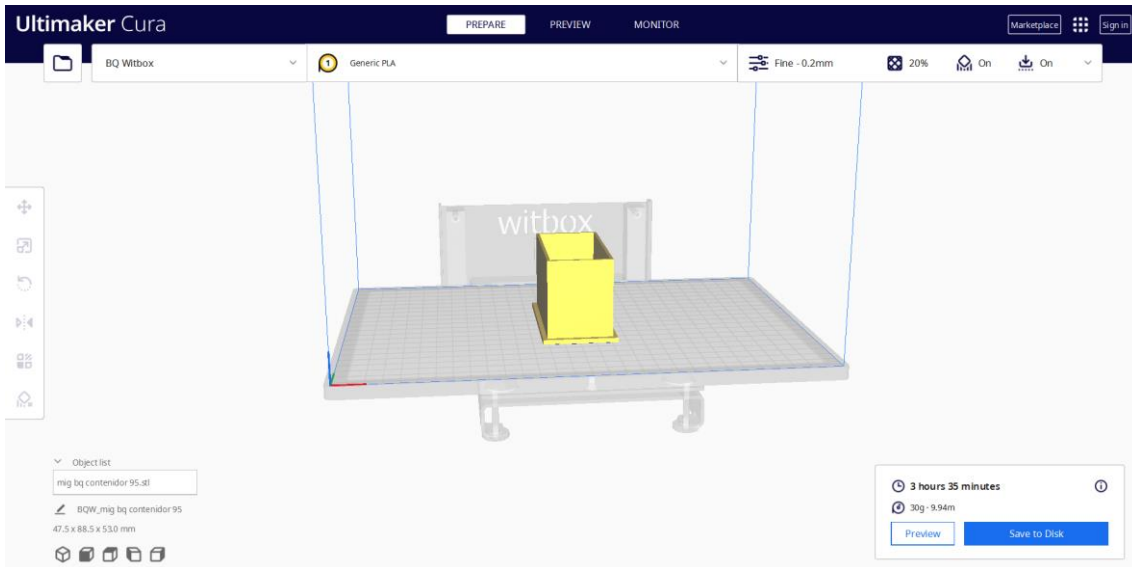 Ultimaker Cura
PREPARE PREVIEW MONITOR
Marketplace Sign in
BQ Witbox
1 Generic PLA
Fine - 0.2mm 20% On On
witbox
Object list
mig bq contenidor 95.stl
BQW_mig bq contenidor 95
47.5 x 88.5 x 53.0 mm
3 hours 35 minutes
30g · 9.94m
Preview Save to Disk